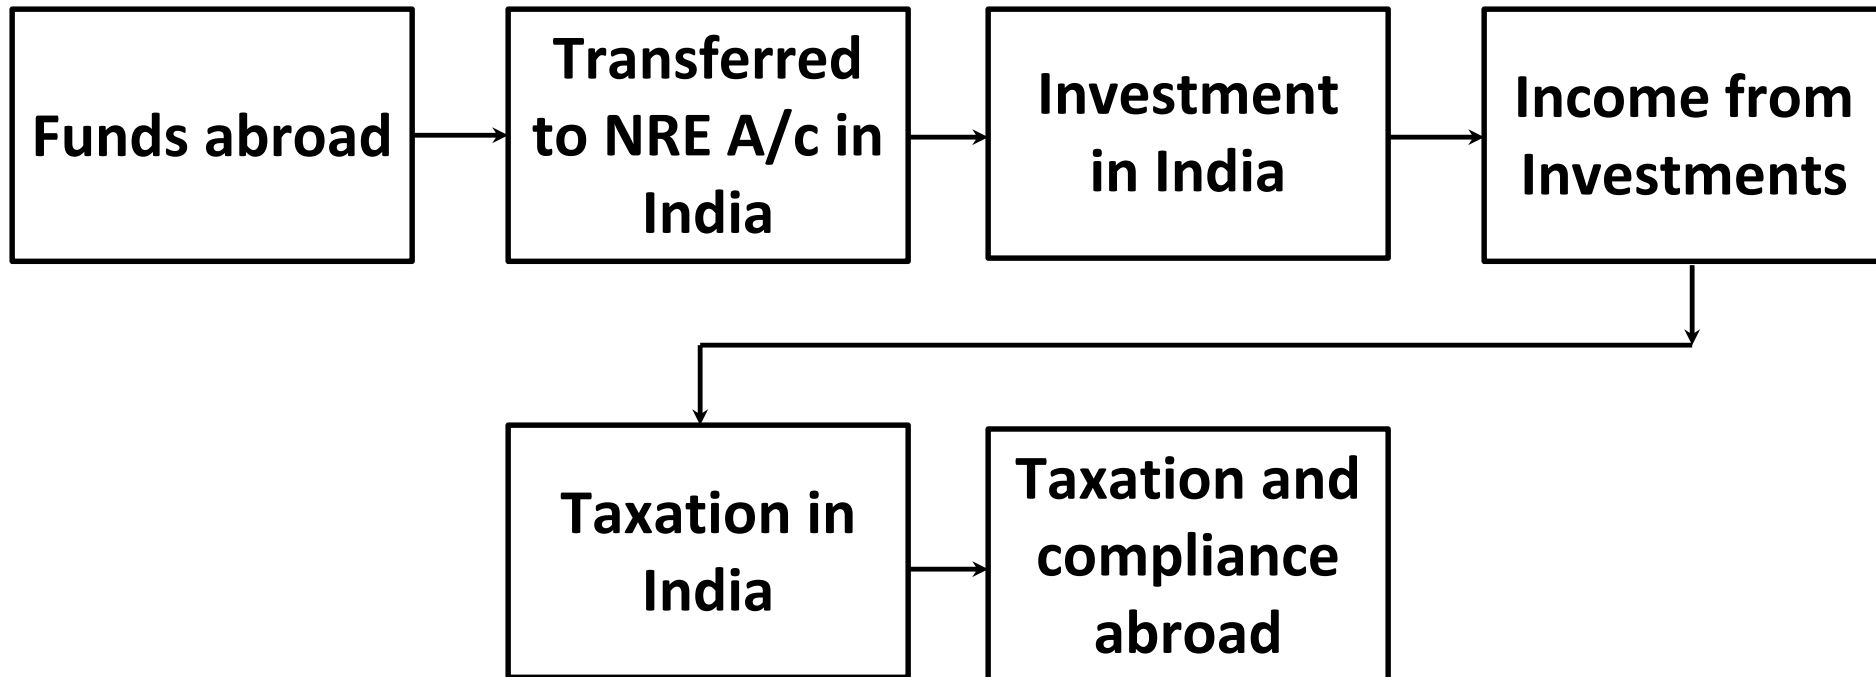 Funds abroad
Transferred
to NRE A/c in
India
Investment
in India
Income from
Investments
Taxation in
India
Taxation and
compliance
abroad